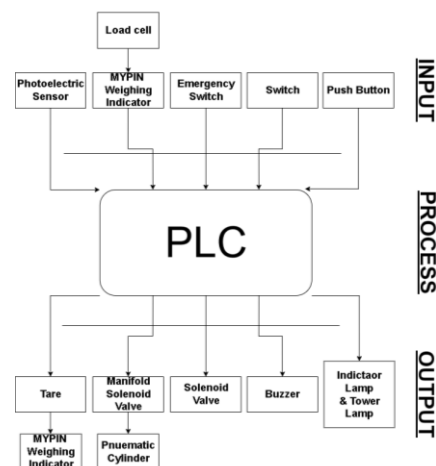 Load cell
Photoelectric
Sensor
MYPIN
Weighing
Indicator
Emergency
Switch
Switch
Push Button
INPUT
PLC
PROCESS
Tare
Manifold
Solenoid
Valve
Solenoid
Valve
Buzzer
Indictaor
Lamp
& Tower
Lamp
OUTPUT
MYPIN
Weighing
Indicator
Pnuematic
Cylinder